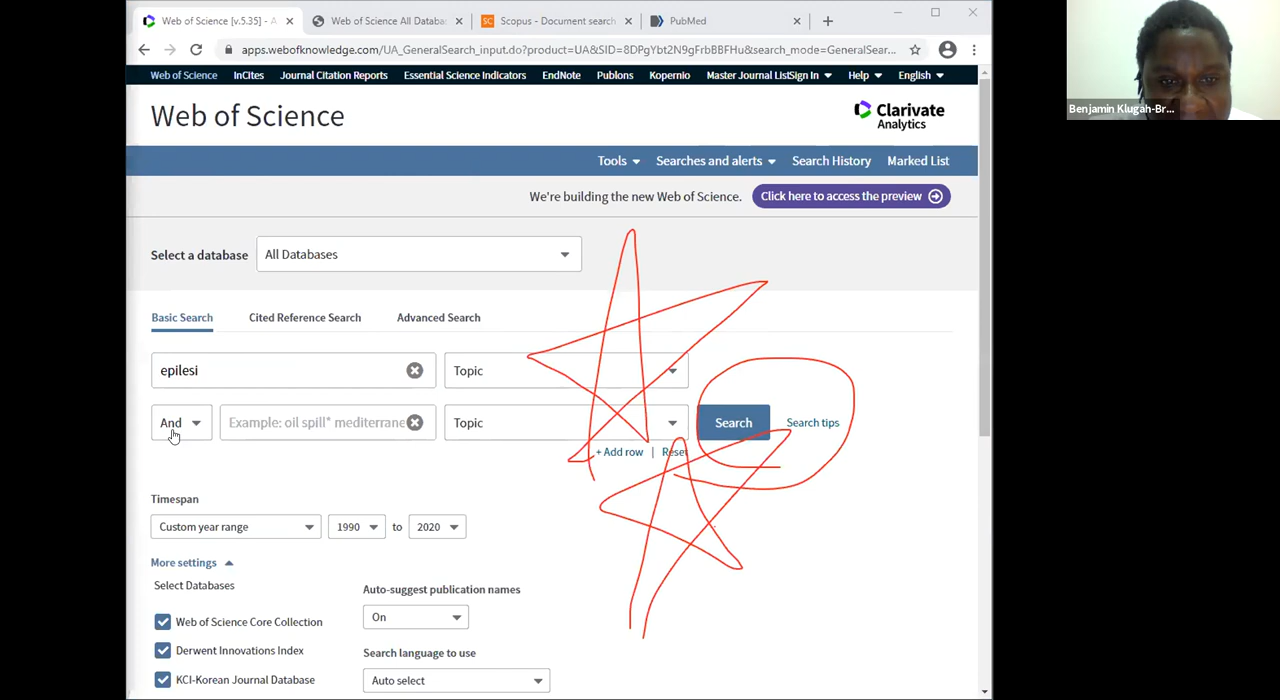 Web of Science [v.5.35] - Clarivate
Web of Science All Databa
Scopus - Document search
PubMed
apps.webofknowledge.com/UA_GeneralSearch_input.do?product=UA&SID=8DPgYbt2N9gFrbBBFHu&search_mode=GeneralSear...
Web of Science InCites Journal Citation Reports Essential Science Indicators EndNote Publons Kopernio Master Journal List Sign In Help English
Web of Science
Clarivate
Analytics
Tools Searches and alerts Search History Marked List
We're building the new Web of Science. Click here to access the preview
Select a database All Databases
Basic Search Cited Reference Search Advanced Search
epilesi Topic
And Example: oil spill* mediterrane Topic Search Search tips
+ Add row | Reset
Timespan
Custom year range 1990 to 2020
More settings
Select Databases
Auto-suggest publication names
On
Web of Science Core Collection
Derwent Innovations Index
Search language to use
KCI-Korean Journal Database
Auto select
Benjamin Klugah-Br...